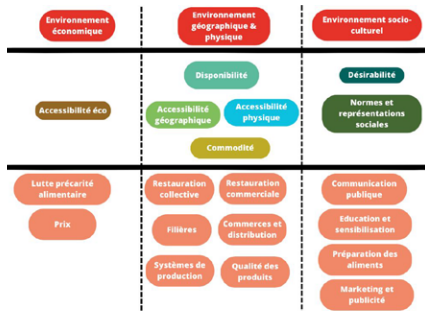 Environnement
économique
Environnement
géographique &
physique
Environnement socio-
culturel
Disponibilité
Désirabilité
Accessibilité éco
Accessibilité
géographique
Accessibilité
physique
Normes et
représentations
sociales
Commodité
Lutte précarité
alimentaire
Restauration
collective
Restauration
commerciale
Communication
publique
Prix
Filières
Commerces et
distribution
Education et
sensibilisation
Systèmes de
production
Qualité des
produits
Préparation des
aliments
Marketing et
publicité